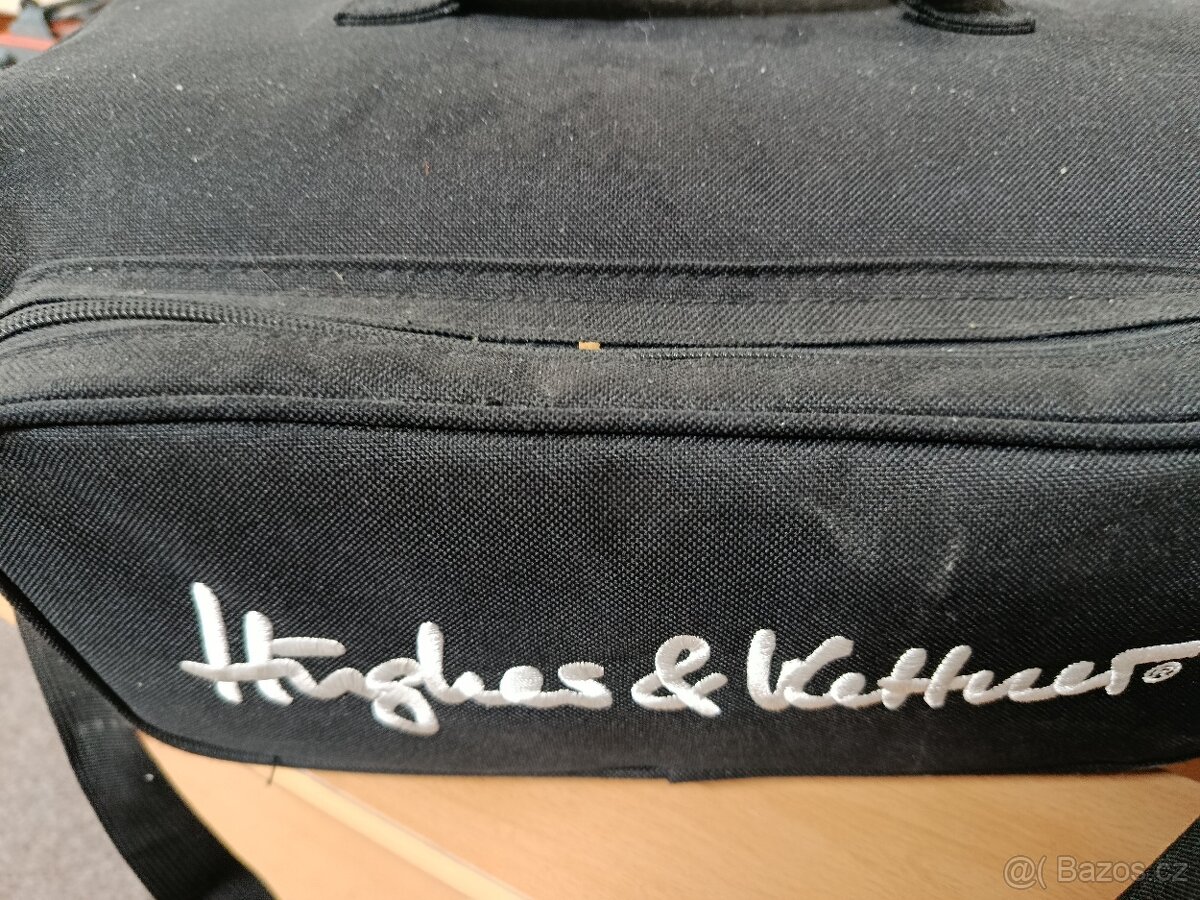 Hughes & Kettner®
@( Bazos.cz